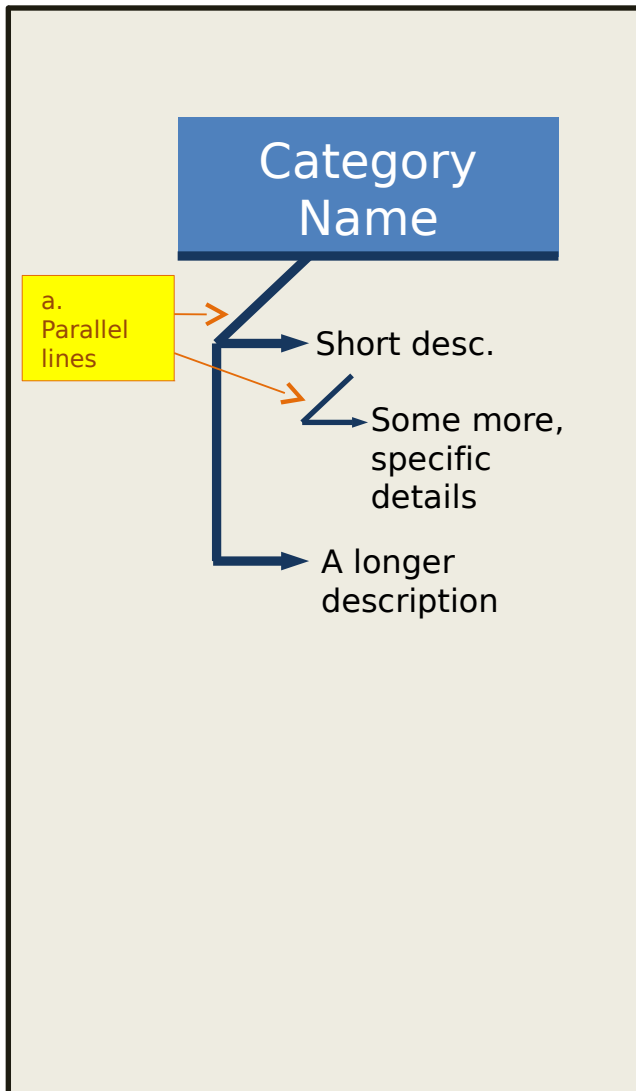 Category
Name
a.
Parallel
lines
Short desc.
Some more,
specific
details
A longer
description